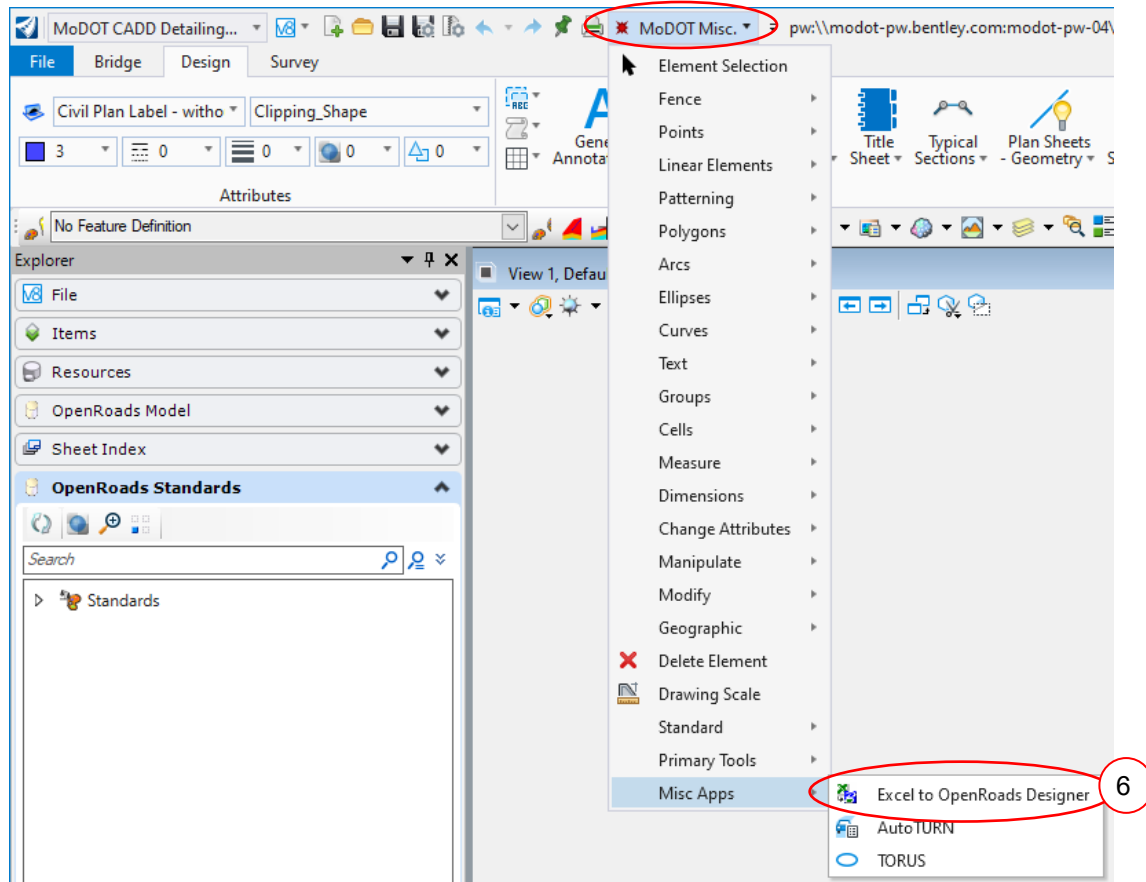 MoDOT CADD Detailing... MoDOT Misc. pw:\\modot-pw.bentley.com:modot-pw-04\
File Bridge Design Survey
Civil Plan Label - witho Clipping_Shape
3 0 0 0 0
ABC
Title Sheet
Typical Sections
Plan Sheets - Geometry
Attributes
No Feature Definition
Explorer
File
Items
Resources
OpenRoads Model
Sheet Index
OpenRoads Standards
Search
Standards
View 1, Defau
Element Selection
Fence
Points
Linear Elements
Patterning
Polygons
Arcs
Ellipses
Curves
Text
Groups
Cells
Measure
Dimensions
Change Attributes
Manipulate
Modify
Geographic
Delete Element
Drawing Scale
Standard
Primary Tools
Misc Apps
Excel to OpenRoads Designer
6
AutoTURN
TORUS